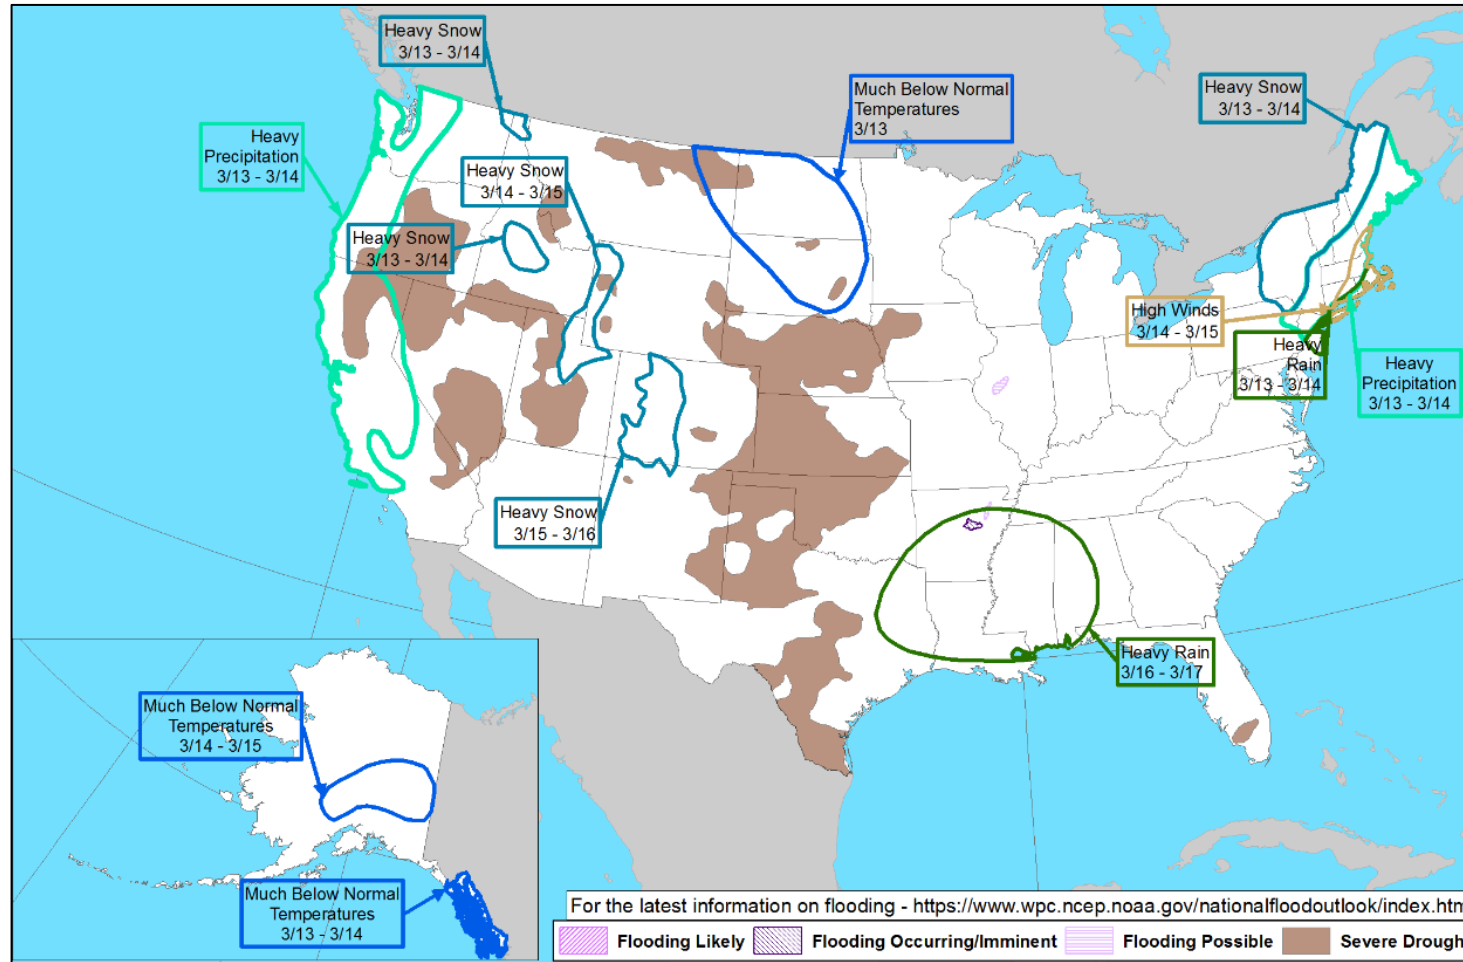 Heavy Snow
3/13 - 3/14
Much Below Normal
Temperatures
3/13
Heavy Snow
3/13 - 3/14
Heavy
Precipitation
3/13 - 3/14
Heavy Snow
3/14 - 3/15
Heavy Snow
3/13 - 3/14
High Winds
3/14 - 3/15
Heavy
Rain
3/13 - 3/14
Heavy
Precipitation
3/13 - 3/14
Heavy Snow
3/15 - 3/16
Heavy Rain
3/16 - 3/17
Much Below Normal
Temperatures
3/14 - 3/15
Much Below Normal
Temperatures
3/13 - 3/14
For the latest information on flooding - https://www.wpc.ncep.noaa.gov/nationalfloodoutlook/index.htm
Flooding Likely Flooding Occurring/Imminent Flooding Possible Severe Drough